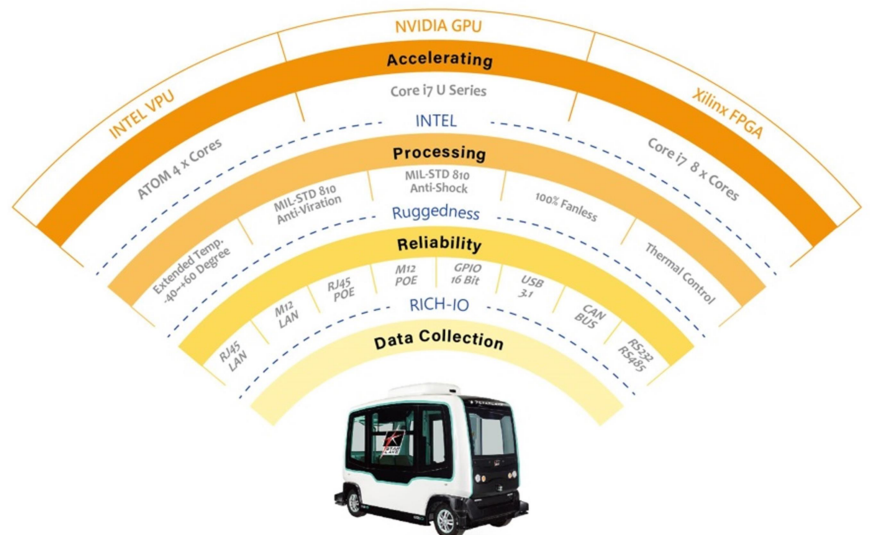 NVIDIA GPU
INTEL VPU
Xilinx FPGA
Accelerating
ATOM 4 x Cores
Core i7 U Series
Core i7 8 x Cores
INTEL
Processing
Extended Temp.
-40~+60 Degree
MIL-STD 810
Anti-Viration
MIL-STD 810
Anti-Shock
100% Fanless
Thermal Control
Ruggedness
Reliability
RJ45
LAN
M12
LAN
RJ45
POE
M12
POE
GPIO
16 Bit
USB
3.1
CAN
BUS
RS232
RS485
RICH-IO
Data Collection